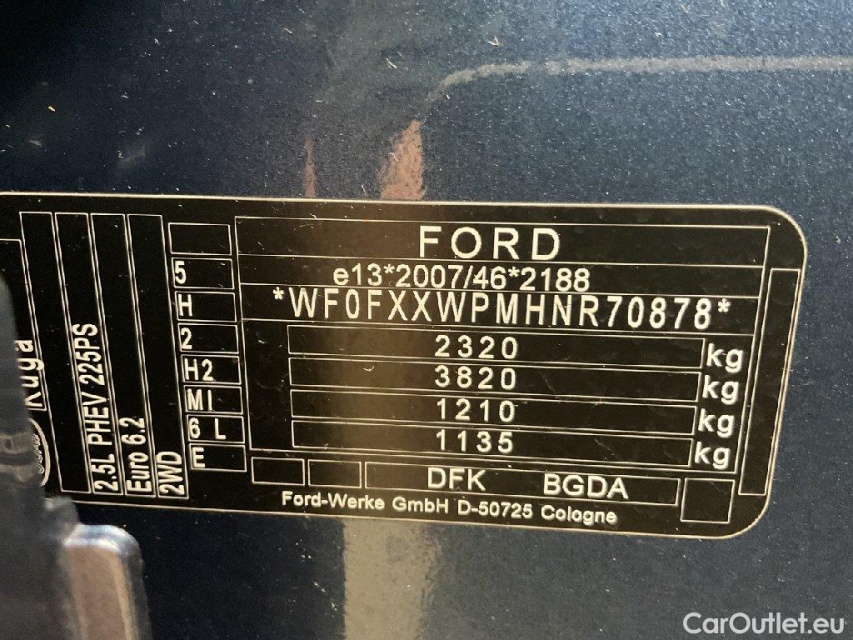 FORD
e13*2007/46*2188
*WF0FXXWPMHNR70878*
2320 kg
3820 kg
1210 kg
1135 kg
DFK BGDA
Ford-Werke GmbH D-50725 Cologne
5
H
2
H2
MI
6 L
E
Kuga
2.5L PHEV 225PS
Euro 6.2
2WD
CarOutlet.eu